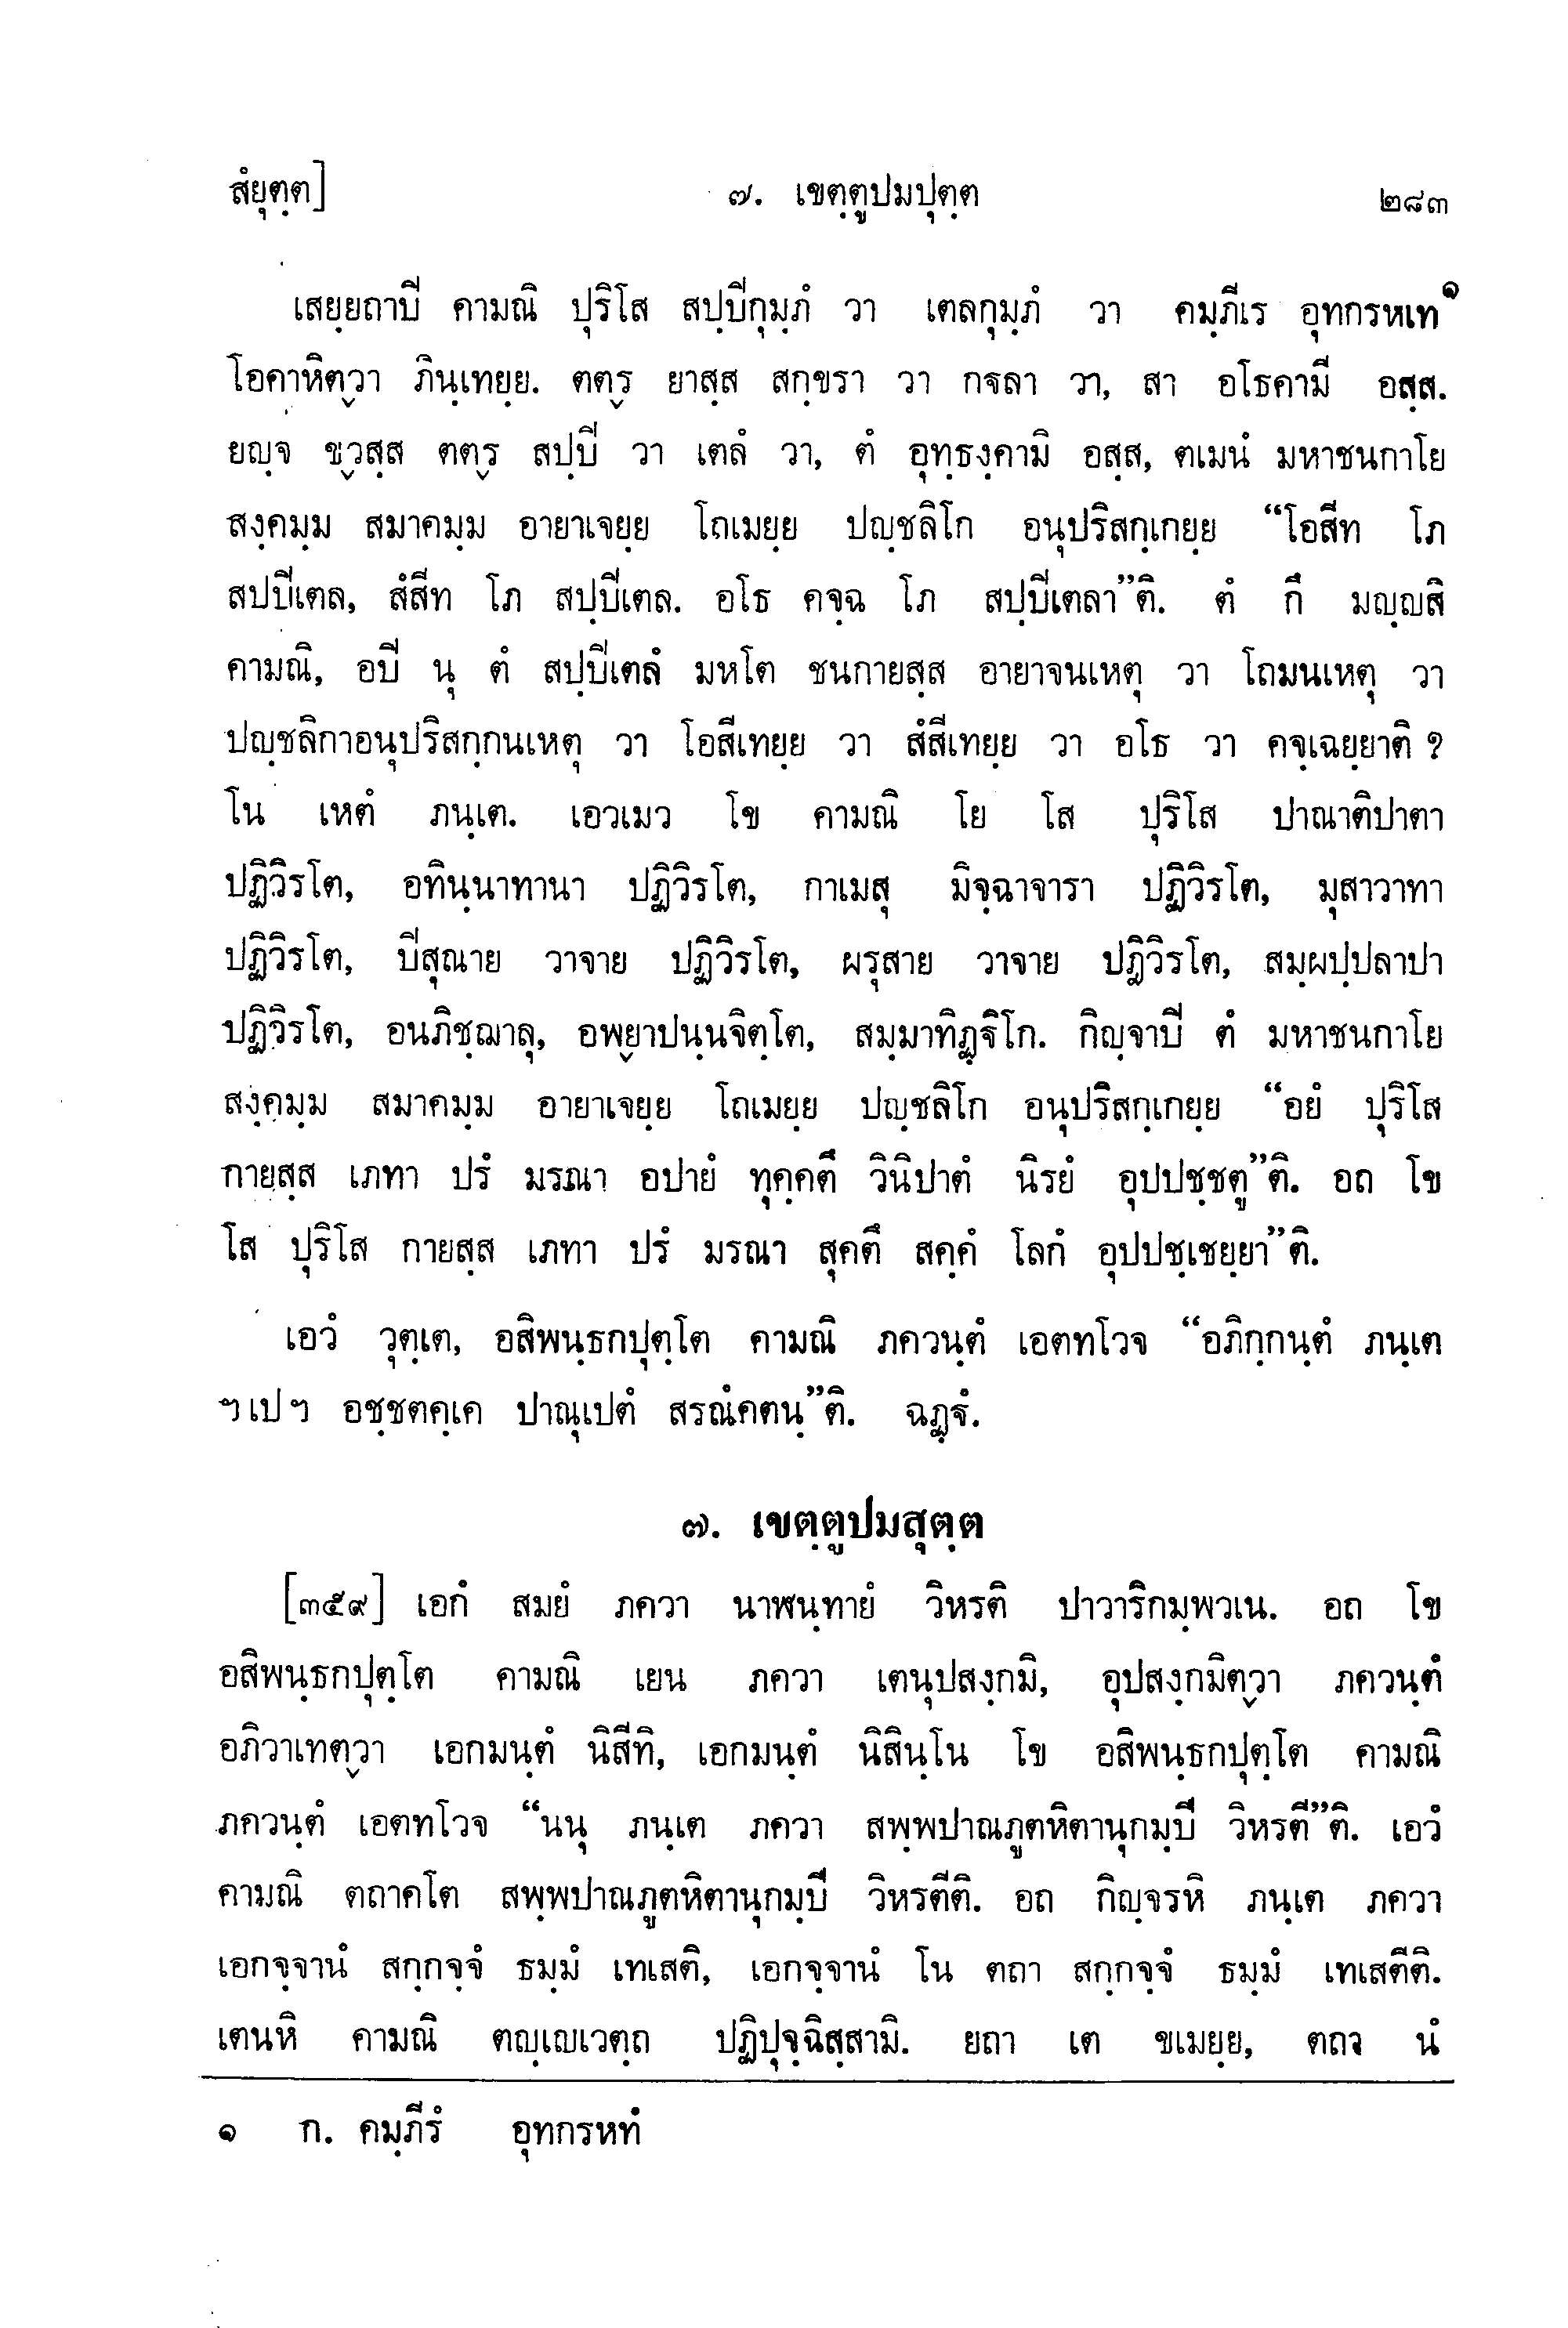 สํยุตฺต]	๗. เขตฺตูปมปุตฺต	๒๘๓
เสยฺยถาบี คามณิ ปุริโส สปฺบีกุมฺภํ วา เตลกุมฺภํ วา คมฺภีเร อุทกรหเท๑
โอคาหิตฺวา ภินฺเทยฺย. ตตฺร ยาสฺส สกฺขรา วา กจลา วา, สา อโธคามี อสฺส.
ยญฺจ ขฺวสฺส ตตฺร สปฺบี วา เตลํ วา, ตํ อุทฺธงฺคามิ อสฺส, ตเมนํ มหาชนกาโย
สงฺคมฺม สมาคมฺม อายาเจยฺย โถเมยฺย ปญฺชลิโก อนุปริสกฺเกยฺย “โอสีท โภ
สปบีเตล, สํสีท โภ สปฺบีเตล. อโธ คจฺฉ โภ สปฺบีเตลา”ติ. ตํ กึ มญฺญสิ
คามณิ, อบี นุ ตํ สปฺบีเตลํ มหโต ชนกายสฺส อายาจนเหตุ วา โถมนเหตุ วา
ปญฺชลิกาอนุปริสกฺกนเหตุ วา โอสีเทยฺย วา สํสีเทยฺย วา อโธ วา คจฺเฉยฺยาติ ?
โน เหตํ ภนฺเต. เอวเมว โข คามณิ โย โส ปุริโส ปาณาติปาตา
ปฏิวิรโต, อทินฺนาทานา ปฏิวิรโต, กาเมสุ มิจฺฉาจารา ปฏิวิรโต, มุสาวาทา
ปฏิวิรโต, บีสุณาย วาจาย ปฏิวิรโต, ผรุสาย วาจาย ปฏิวิรโต, สมฺผปฺปลาปา
ปฏิวิรโต, อนภิชฺฌาลุ, อพฺยาปนฺนจิตฺโต, สมฺมาทิฏฺฐิโก. กิญฺจาบี ตํ มหาชนกาโย
สงฺคมฺม สมาคมฺม อายาเจยฺย โถเมยฺย ปญฺชลิโก อนุปริสกฺเกยฺย “อยํ ปุริโส
กายสฺส เภทา ปรํ มรณา อปายํ ทุคฺคตึ วินิปาตํ นิรยํ อุปปชฺชตู”ติ. อถ โข
โส ปุริโส กายสฺส เภทา ปรํ มรณา สุคตึ สคฺคํ โลกํ อุปปชฺเชยฺยา”ติ.
เอวํ วุตฺเต, อสิพนฺธกปุตฺโต คามณิ ภควนฺตํ เอตทโวจ “อภิกฺกนฺตํ ภนฺเต
ฯเปฯ อชฺชตคฺเค ปาณุเปตํ สรณํคตนฺ”ติ. ฉฏฺฐํ.
๗. เขตฺตูปมสุตฺต
[๓๕๙] เอกํ สมยํ ภควา นาฬนฺทายํ วิหรติ ปาวาริกมฺพวเน. อถ โข
อสิพนฺธกปุตฺโต คามณิ เยน ภควา เตนุปสงฺกมิ, อุปสงฺกมิตฺวา ภควนฺตํ
อภิวาเทตฺวา เอกมนฺตํ นิสีทิ, เอกมนฺตํ นิสินฺโน โข อสิพนฺธกปุตฺโต คามณิ
ภควนฺตํ เอตทโวจ “นนุ ภนฺเต ภควา สพฺพปาณภูตหิตานุกมฺบี วิหรตี”ติ. เอวํ
คามณิ ตถาคโต สพฺพปาณภูตหิตานุกมฺบี วิหรตีติ. อถ กิญฺจรหิ ภนฺเต ภควา
เอกจฺจานํ สกฺกจฺจํ ธมฺมํ เทเสติ, เอกจฺจานํ โน ตถา สกฺกจฺจํ ธมฺมํ เทเสตีติ.
เตนหิ คามณิ ตญฺเญเวตฺถ ปฏิปุจฺฉิสฺสามิ. ยถา เต ขเมยฺย, ตถา นํ
๑ ก. คมฺภีรํ อุทกรหทํ